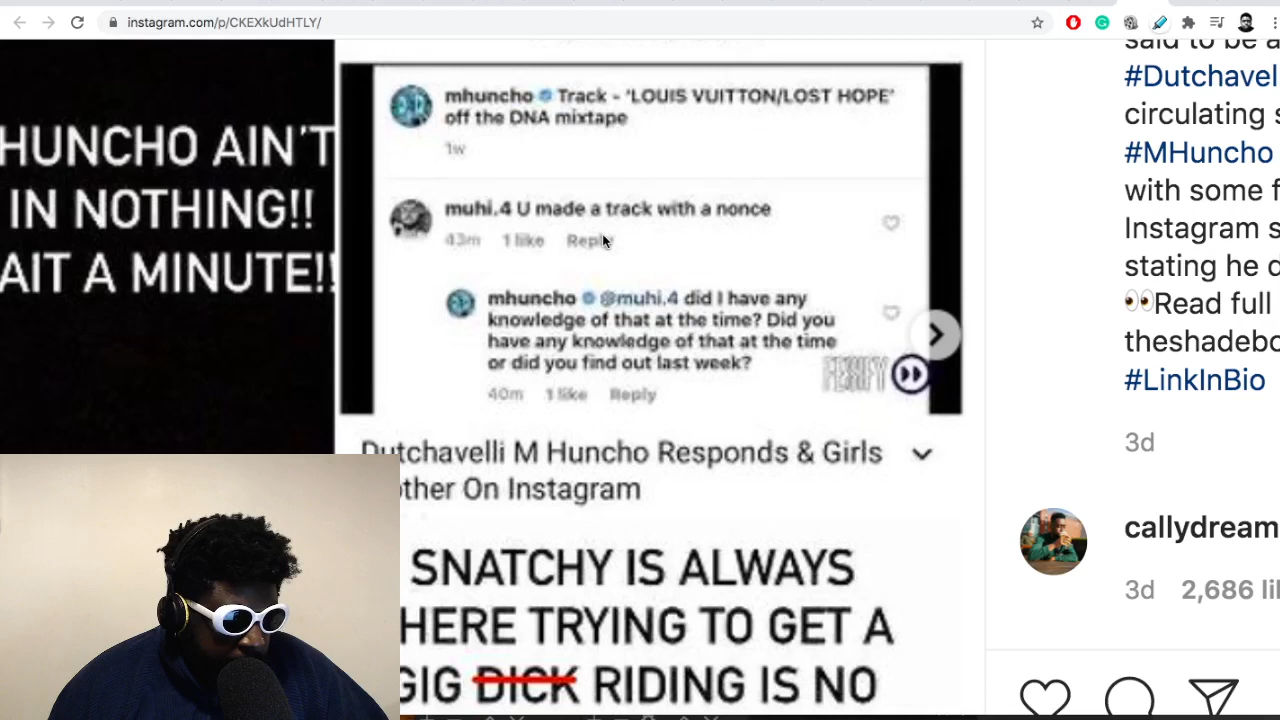 instagram.com/p/CKEXkUdHTLY/
HUNCHO AIN'T
IN NOTHING!!
AIT A MINUTE!!
mhuncho Track - 'LOUIS VUITTON/LOST HOPE'
off the DNA mixtape
1w
muhi.4 U made a track with a nonce
43m 1 like Reply
mhuncho @muhi.4 did I have any
knowledge of that at the time? Did you
have any knowledge of that at the time
or did you find out last week?
40m 1 like Reply
Dutchavelli M Huncho Responds & Girls
other On Instagram
SNATCHY IS ALWAYS
HERE TRYING TO GET A
GIG DICK RIDING IS NO
said to be a
#Dutchavel
circulating s
#MHuncho
with some f
Instagram s
stating he d
👀Read full
theshadebo
#LinkInBio
3d
callydream
3d 2,686 li